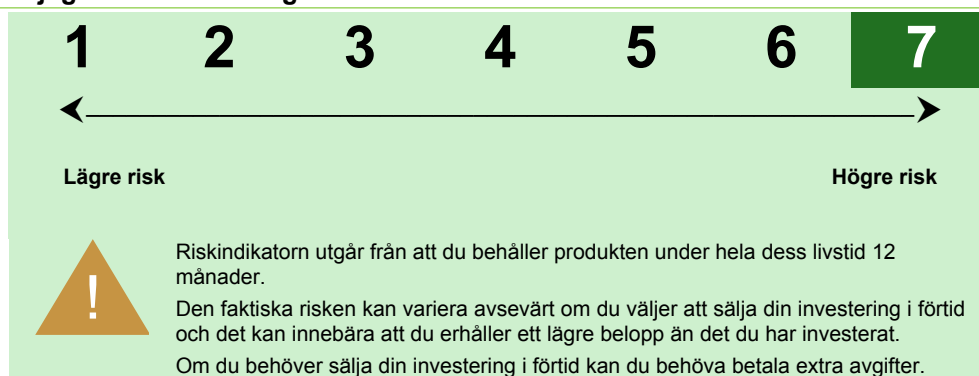 1 2 3 4 5 6 7
Lägre risk Högre risk
!
Riskindikatorn utgår från att du behåller produkten under hela dess livstid 12
månader.
Den faktiska risken kan variera avsevärt om du väljer att sälja din investering i förtid
och det kan innebära att du erhåller ett lägre belopp än det du har investerat.
Om du behöver sälja din investering i förtid kan du behöva betala extra avgifter.